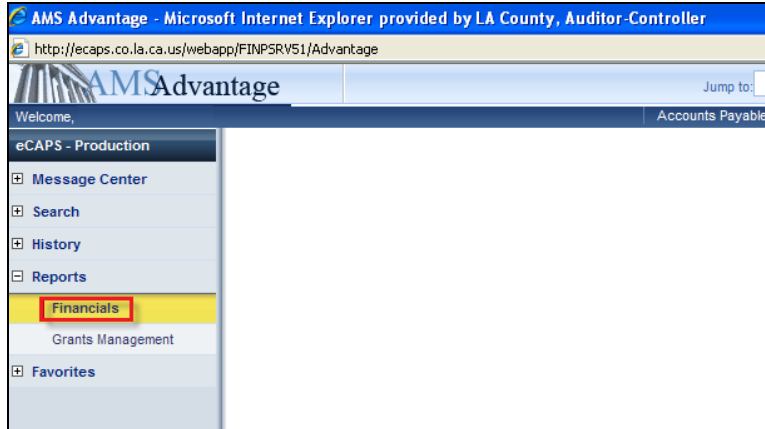 AMS Advantage - Microsoft Internet Explorer provided by LA County, Auditor-Controller
http://ecaps.co.la.ca.us/webapp/FINPSRV51/Advantage
AMSAdvantage
Jump to:
Welcome,
Accounts Payable
eCAPS - Production
Message Center
Search
History
Reports
Financials
Grants Management
Favorites